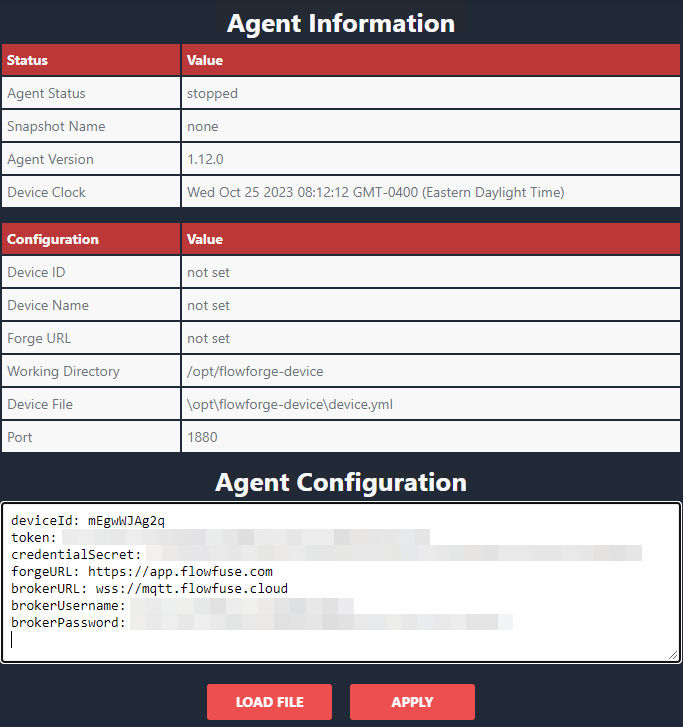 Agent Information
Status Value
Agent Status stopped
Snapshot Name none
Agent Version 1.12.0
Device Clock Wed Oct 25 2023 08:12:12 GMT-0400 (Eastern Daylight Time)
Configuration Value
Device ID not set
Device Name not set
Forge URL not set
Working Directory /opt/flowforge-device
Device File \opt\flowforge-device\device.yml
Port 1880
Agent Configuration
deviceId: mEgwWJAg2q
token:
credentialSecret:
forgeURL: https://app.flowfuse.com
brokerURL: wss://mqtt.flowfuse.cloud
brokerUsername:
brokerPassword:
LOAD FILE APPLY